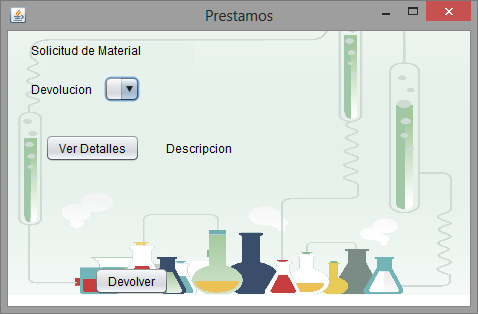 Prestamos
Solicitud de Material
Devolucion
Ver Detalles
Descripcion
Devolver